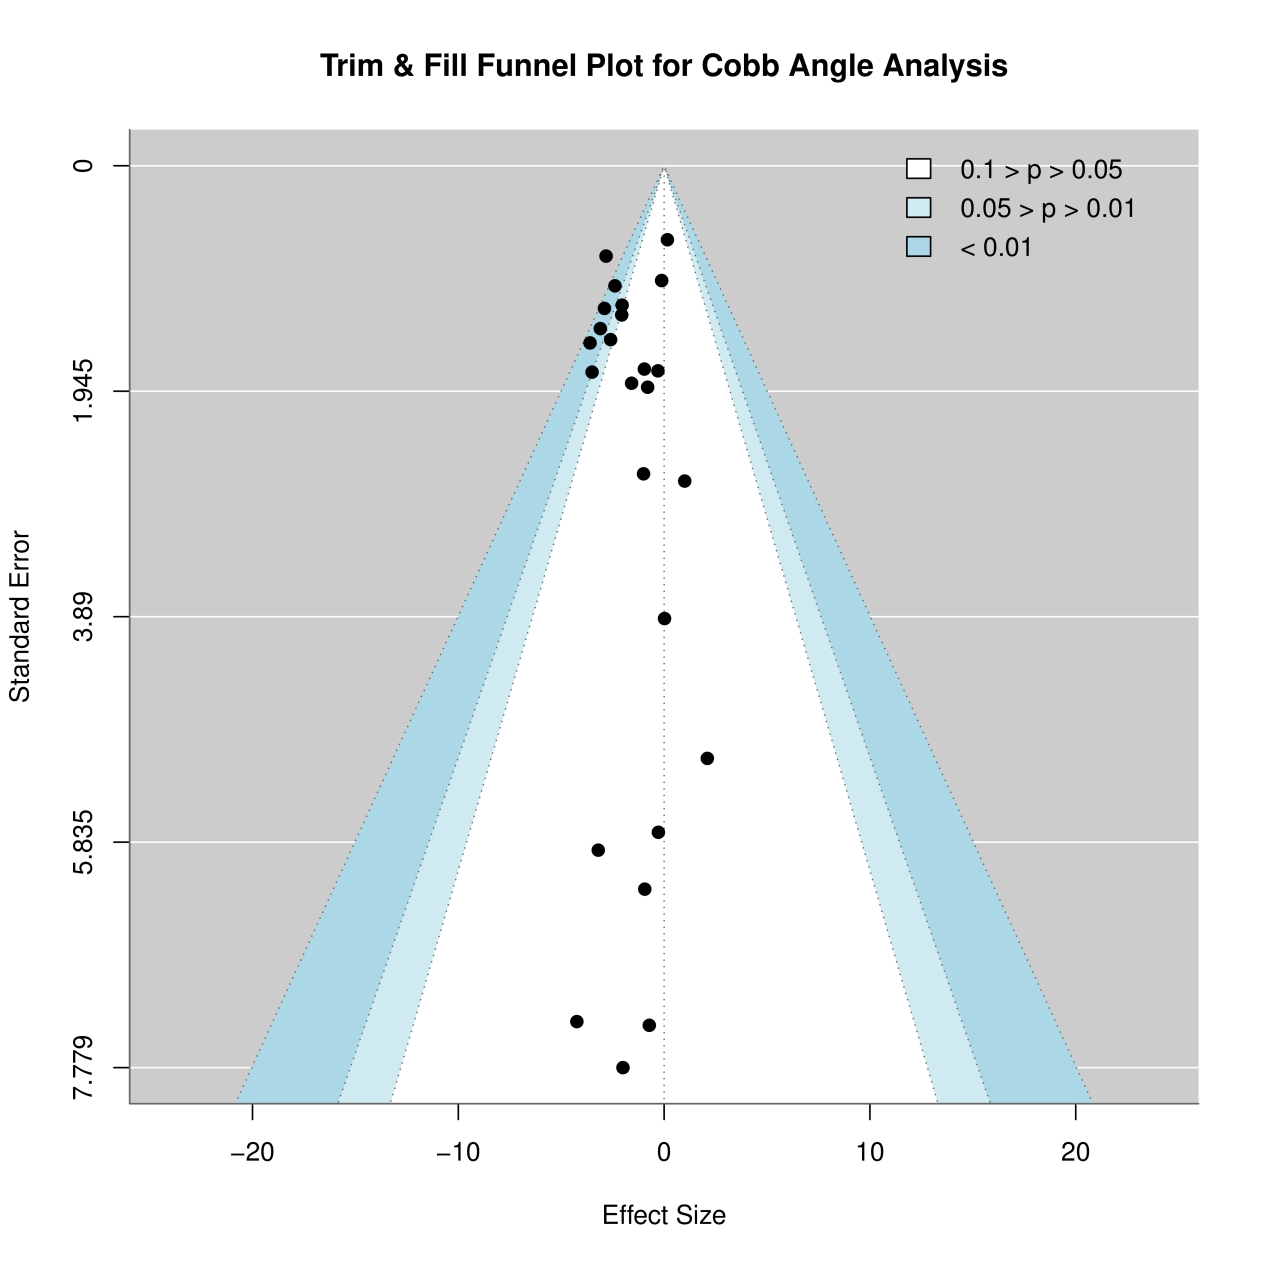 Trim & Fill Funnel Plot for Cobb Angle Analysis
0.1 > p > 0.05
0.05 > p > 0.01
< 0.01
Standard Error
0
1.945
3.89
5.835
7.779
−20
−10
0
10
20
Effect Size